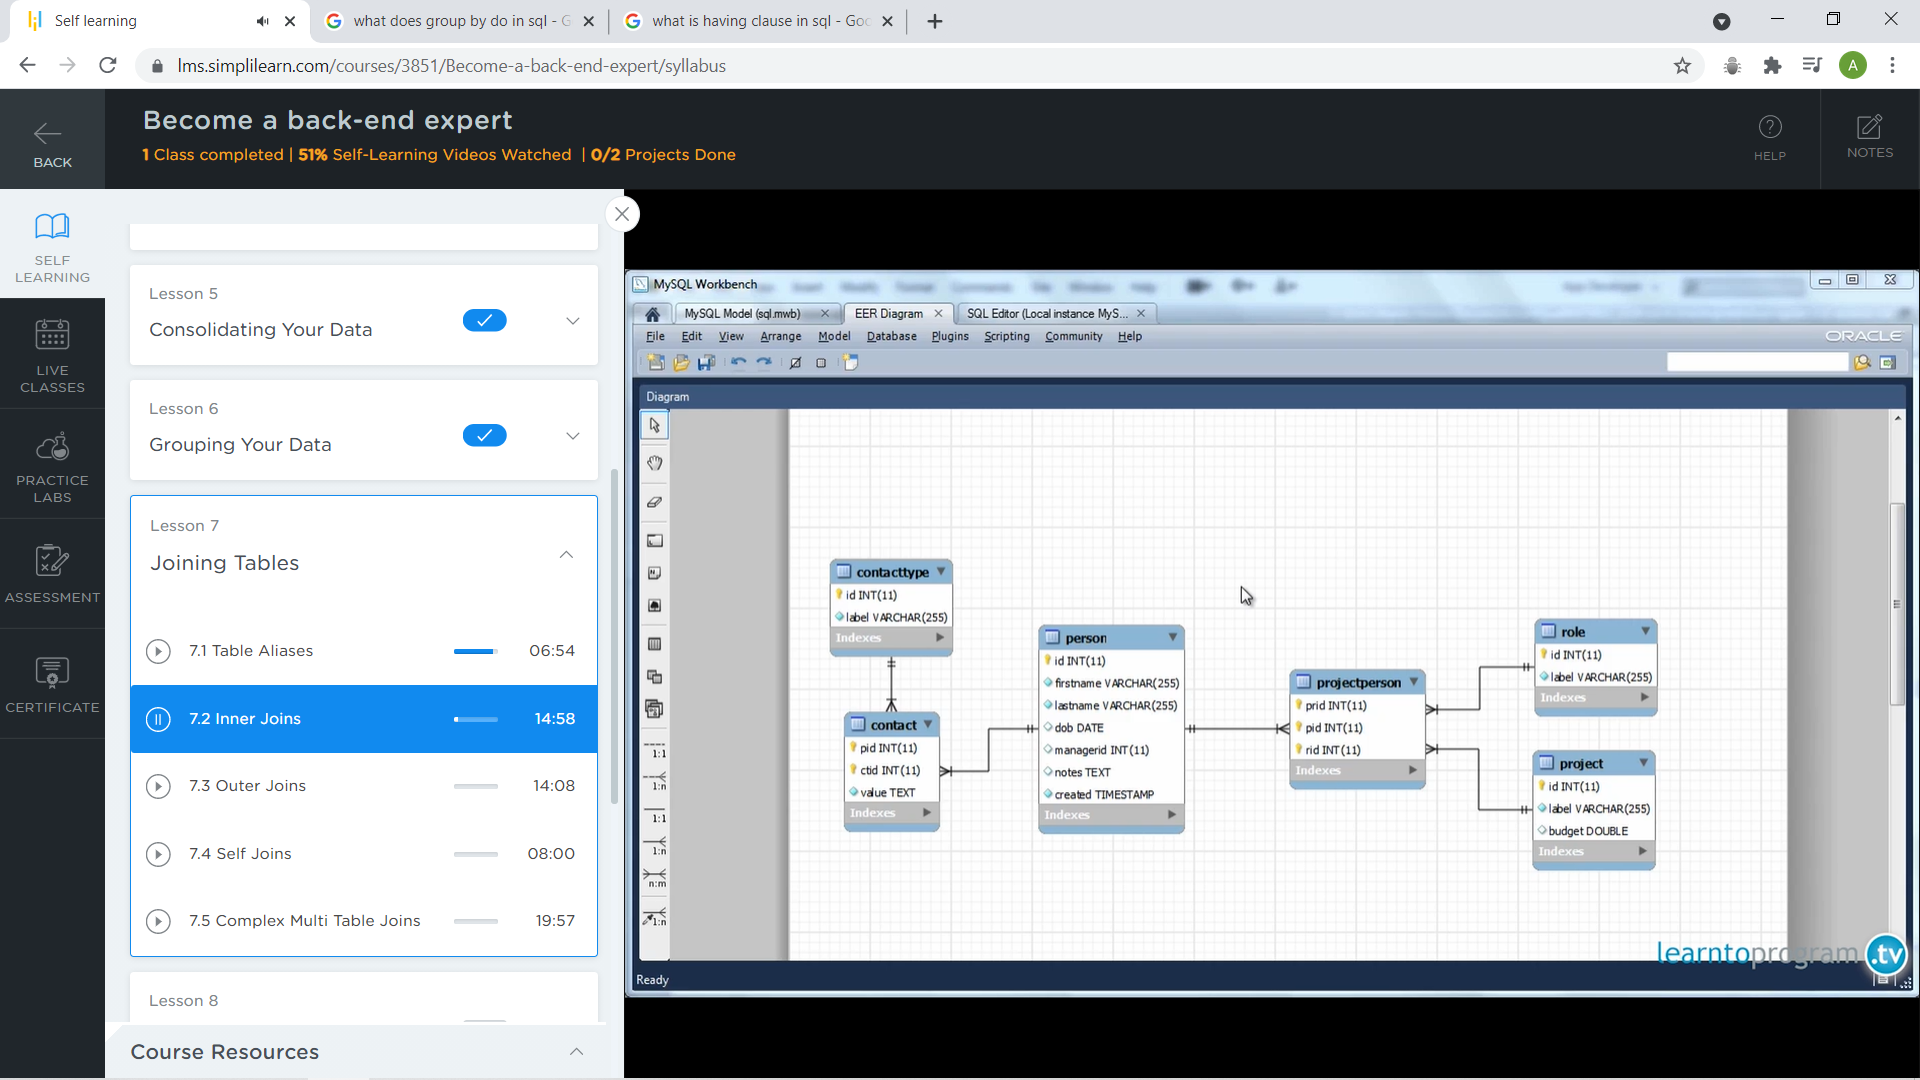 Self learning
what does group by do in sql - G
what is having clause in sql - Goo
lms.simplilearn.com/courses/3851/Become-a-back-end-expert/syllabus
A
BACK
Become a back-end expert
1 Class completed | 51% Self-Learning Videos Watched | 0/2 Projects Done
HELP
NOTES
SELF
LEARNING
LIVE
CLASSES
PRACTICE
LABS
ASSESSMENT
CERTIFICATE
Lesson 5
Consolidating Your Data
Lesson 6
Grouping Your Data
Lesson 7
Joining Tables
7.1 Table Aliases 06:54
7.2 Inner Joins 14:58
7.3 Outer Joins 14:08
7.4 Self Joins 08:00
7.5 Complex Multi Table Joins 19:57
Lesson 8
Course Resources
MySQL Workbench
MySQL Model (sql.mwb)
EER Diagram
SQL Editor (Local instance MyS...
File Edit View Arrange Model Database Plugins Scripting Community Help
ORACLE
Diagram
1:1
1:n
1:1
1:n
n:m
1:n
contacttype
id INT(11)
label VARCHAR(255)
Indexes
contact
pid INT(11)
ctid INT(11)
value TEXT
Indexes
person
id INT(11)
firstname VARCHAR(255)
lastname VARCHAR(255)
dob DATE
managerid INT(11)
notes TEXT
created TIMESTAMP
Indexes
projectperson
prid INT(11)
pid INT(11)
rid INT(11)
Indexes
role
id INT(11)
label VARCHAR(255)
Indexes
project
id INT(11)
label VARCHAR(255)
budget DOUBLE
Indexes
learntoprogram.tv
Ready